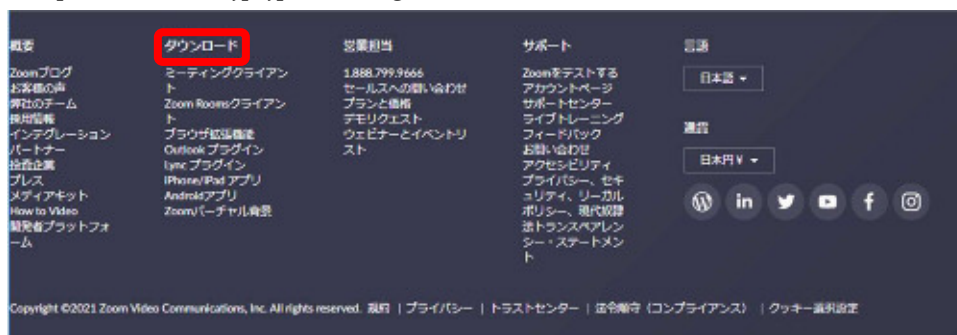 概要
Zoomブログ
お客様の声
弊社のチーム
採用情報
インテグレーション
パートナー
投資企業
プレス
メディアキット
How to Video
開発者プラットフォ
ーム
ダウンロード
ミーティングクライアン
ト
Zoom Roomsクライアン
ト
ブラウザ拡張機能
Outlook プラグイン
Lync プラグイン
iPhone/iPad アプリ
Androidアプリ
Zoomバーチャル背景
営業担当
1.888.799.9666
セールスへの問い合わせ
プランと価格
デモリクエスト
ウェビナーとイベントリ
スト
サポート
Zoomをテストする
アカウントページ
サポートセンター
ライブトレーニング
フィードバック
お問い合わせ
アクセシビリティ
プライバシー、セキ
ュリティ、リーガル
ポリシー、現代奴隷
法トランスペアレン
シー・ステートメン
ト
言語
日本語
通貨
日本円 ¥
in
f
Copyright ©2021 Zoom Video Communications, Inc. All rights reserved. 規約 | プライバシー | トラストセンター | 法令順守（コンプライアンス） | クッキー選択設定